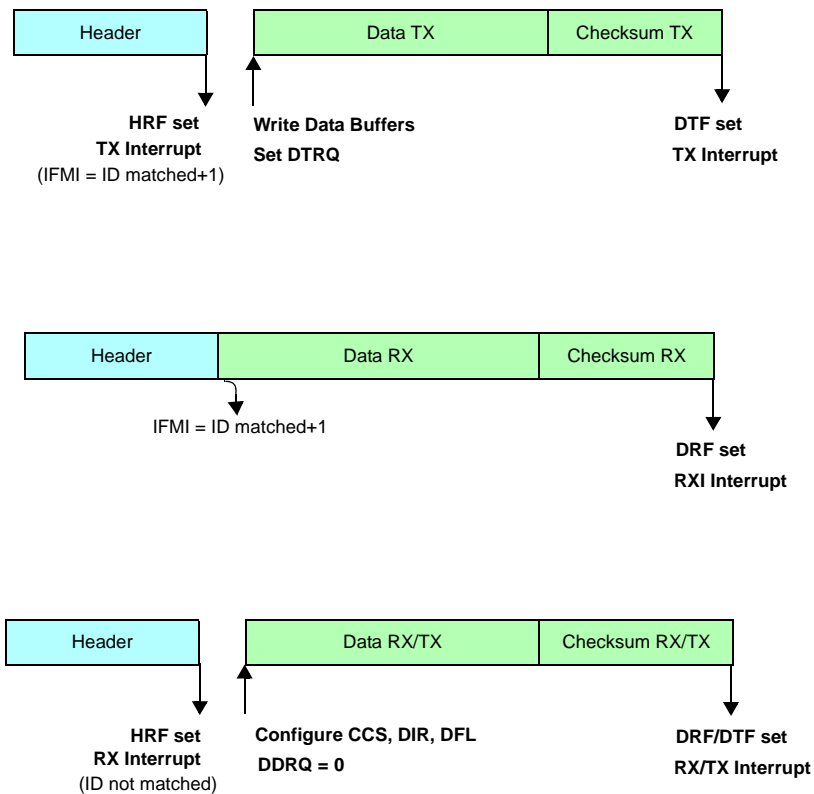 Header
Data TX
Checksum TX
HRF set
TX Interrupt
(IFMI = ID matched+1)
Write Data Buffers
Set DTRQ
DTF set
TX Interrupt
Header
Data RX
Checksum RX
IFMI = ID matched+1
DRF set
RXI Interrupt
Header
Data RX/TX
Checksum RX/TX
HRF set
RX Interrupt
(ID not matched)
Configure CCS, DIR, DFL
DDRQ = 0
DRF/DTF set
RX/TX Interrupt